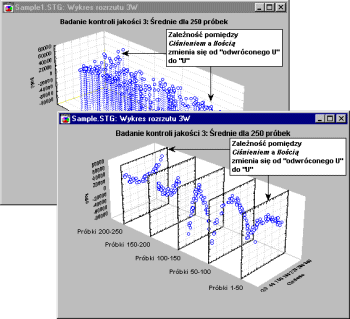 Sample1.STG: Wykres rozrzutu 3W
Badanie kontroli jakości 3: Średnie dla 250 próbek
Zależność pomiędzy
Ciśnieniem a Ilością
zmienia się od "odwróconego U"
do "U"
Sample.STG: Wykres rozrzutu 3W
Badanie kontroli jakości 3: Średnie dla 250 próbek
Zależność pomiędzy
Ciśnieniem a Ilością
zmienia się od "odwróconego U"
do "U"
Próbki 200-250
Próbki 150-200
Próbki 100-150
Próbki 50-100
Próbki 1-50